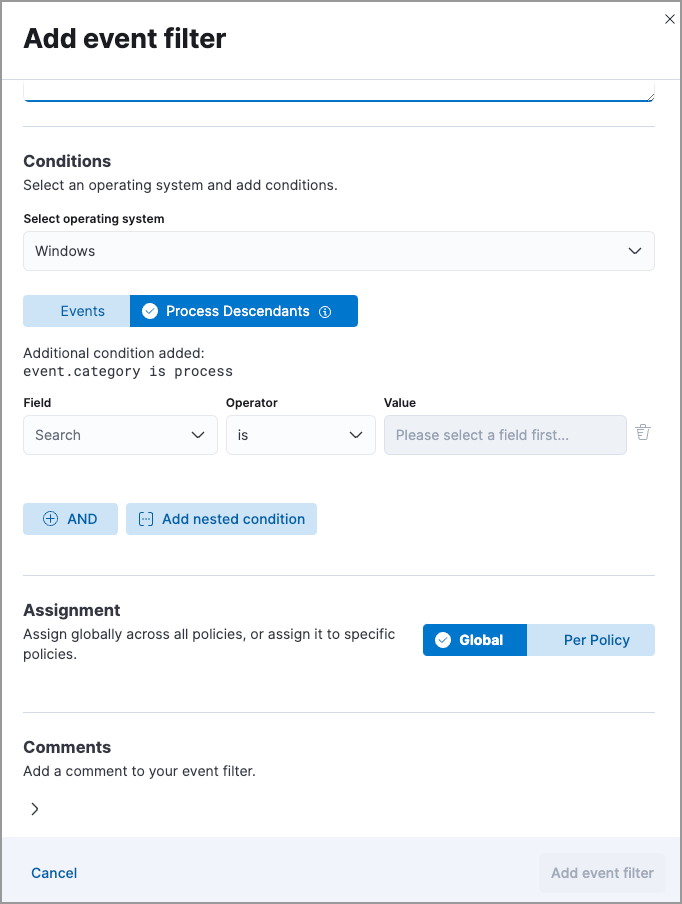 Add event filter
Conditions
Select an operating system and add conditions.
Select operating system
Windows
Events
Process Descendants
Additional condition added:
event.category is process
Field
Operator
Value
Search
is
Please select a field first...
AND
Add nested condition
Assignment
Assign globally across all policies, or assign it to specific
policies.
Global
Per Policy
Comments
Add a comment to your event filter.
Cancel
Add event filter